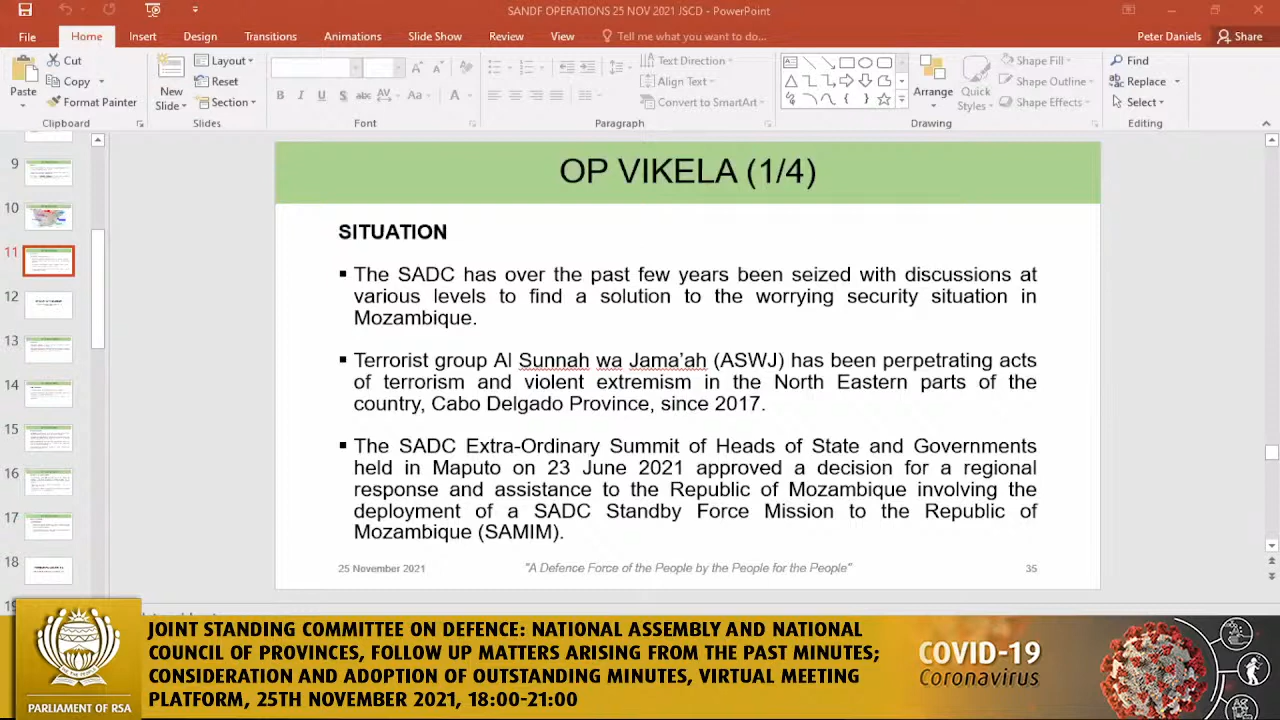 SANDF OPERATIONS 25 NOV 2021 JSCD - PowerPoint
File Home Insert Design Transitions Animations Slide Show Review View Tell me what you want to do... Peter Daniels Share
Paste Cut Copy Format Painter Clipboard
New Slide Layout Reset Section Slides
B I U S abc AV Aa A Font
Text Direction Align Text Convert to SmartArt Paragraph
Arrange Quick Styles Shape Fill Shape Outline Shape Effects Drawing
Find Replace Select Editing
9
10
11
12
13
14
15
16
17
18
OP VIKELA (1/4)
SITUATION
▪ The SADC has over the past few years been seized with discussions at
various levels to find a solution to the worrying security situation in
Mozambique.
▪ Terrorist group Al Sunnah wa Jama’ah (ASWJ) has been perpetrating acts
of terrorism and violent extremism in the North Eastern parts of the
country, Cabo Delgado Province, since 2017.
▪ The SADC Extra-Ordinary Summit of Heads of State and Governments
held in Maputo on 23 June 2021 approved a decision for a regional
response and assistance to the Republic of Mozambique involving the
deployment of a SADC Standby Force Mission to the Republic of
Mozambique (SAMIM).
25 November 2021 "A Defence Force of the People by the People for the People" 35
PARLIAMENT OF RSA
JOINT STANDING COMMITTEE ON DEFENCE: NATIONAL ASSEMBLY AND NATIONAL
COUNCIL OF PROVINCES, FOLLOW UP MATTERS ARISING FROM THE PAST MINUTES;
CONSIDERATION AND ADOPTION OF OUTSTANDING MINUTES, VIRTUAL MEETING
PLATFORM, 25TH NOVEMBER 2021, 18:00-21:00
COVID-19
Coronavirus